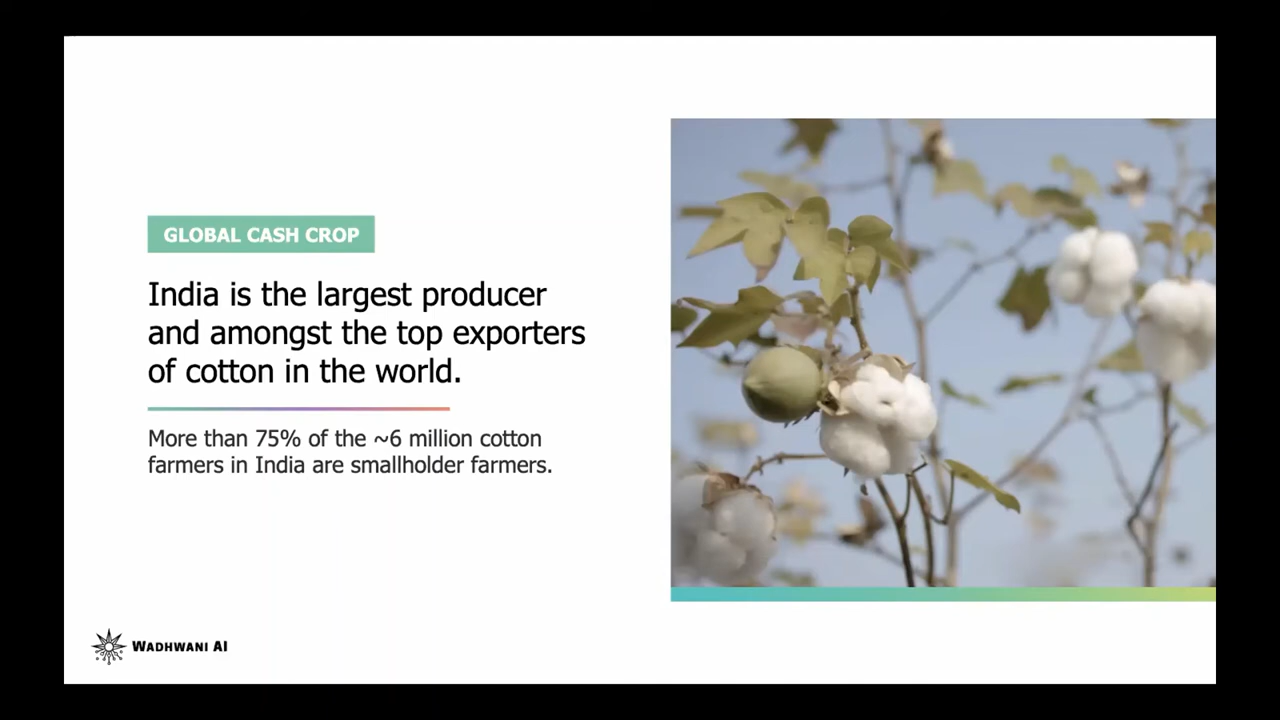 GLOBAL CASH CROP
India is the largest producer
and amongst the top exporters
of cotton in the world.
More than 75% of the ~6 million cotton
farmers in India are smallholder farmers.
WADHWANI AI